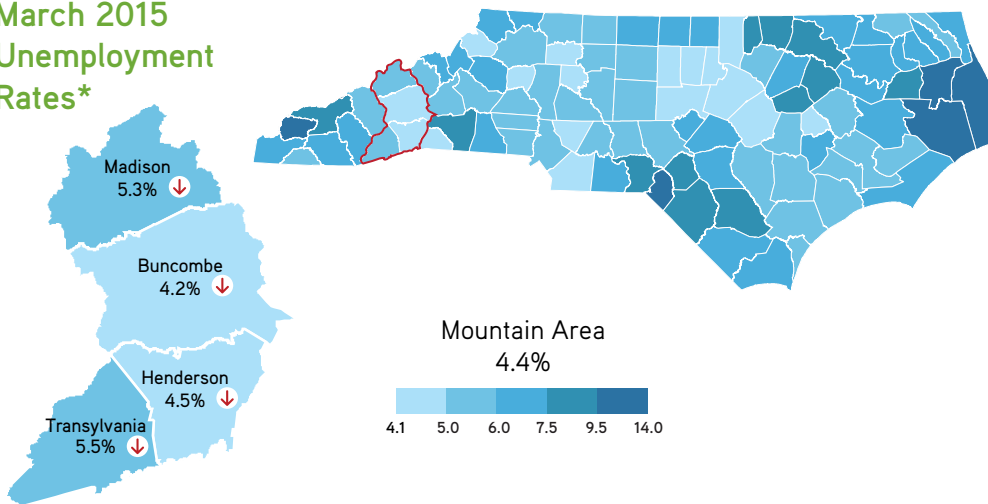 March 2015
Unemployment
Rates*
Madison
5.3%
Buncombe
4.2%
Henderson
4.5%
Transylvania
5.5%
Mountain Area
4.4%
4.1 5.0 6.0 7.5 9.5 14.0